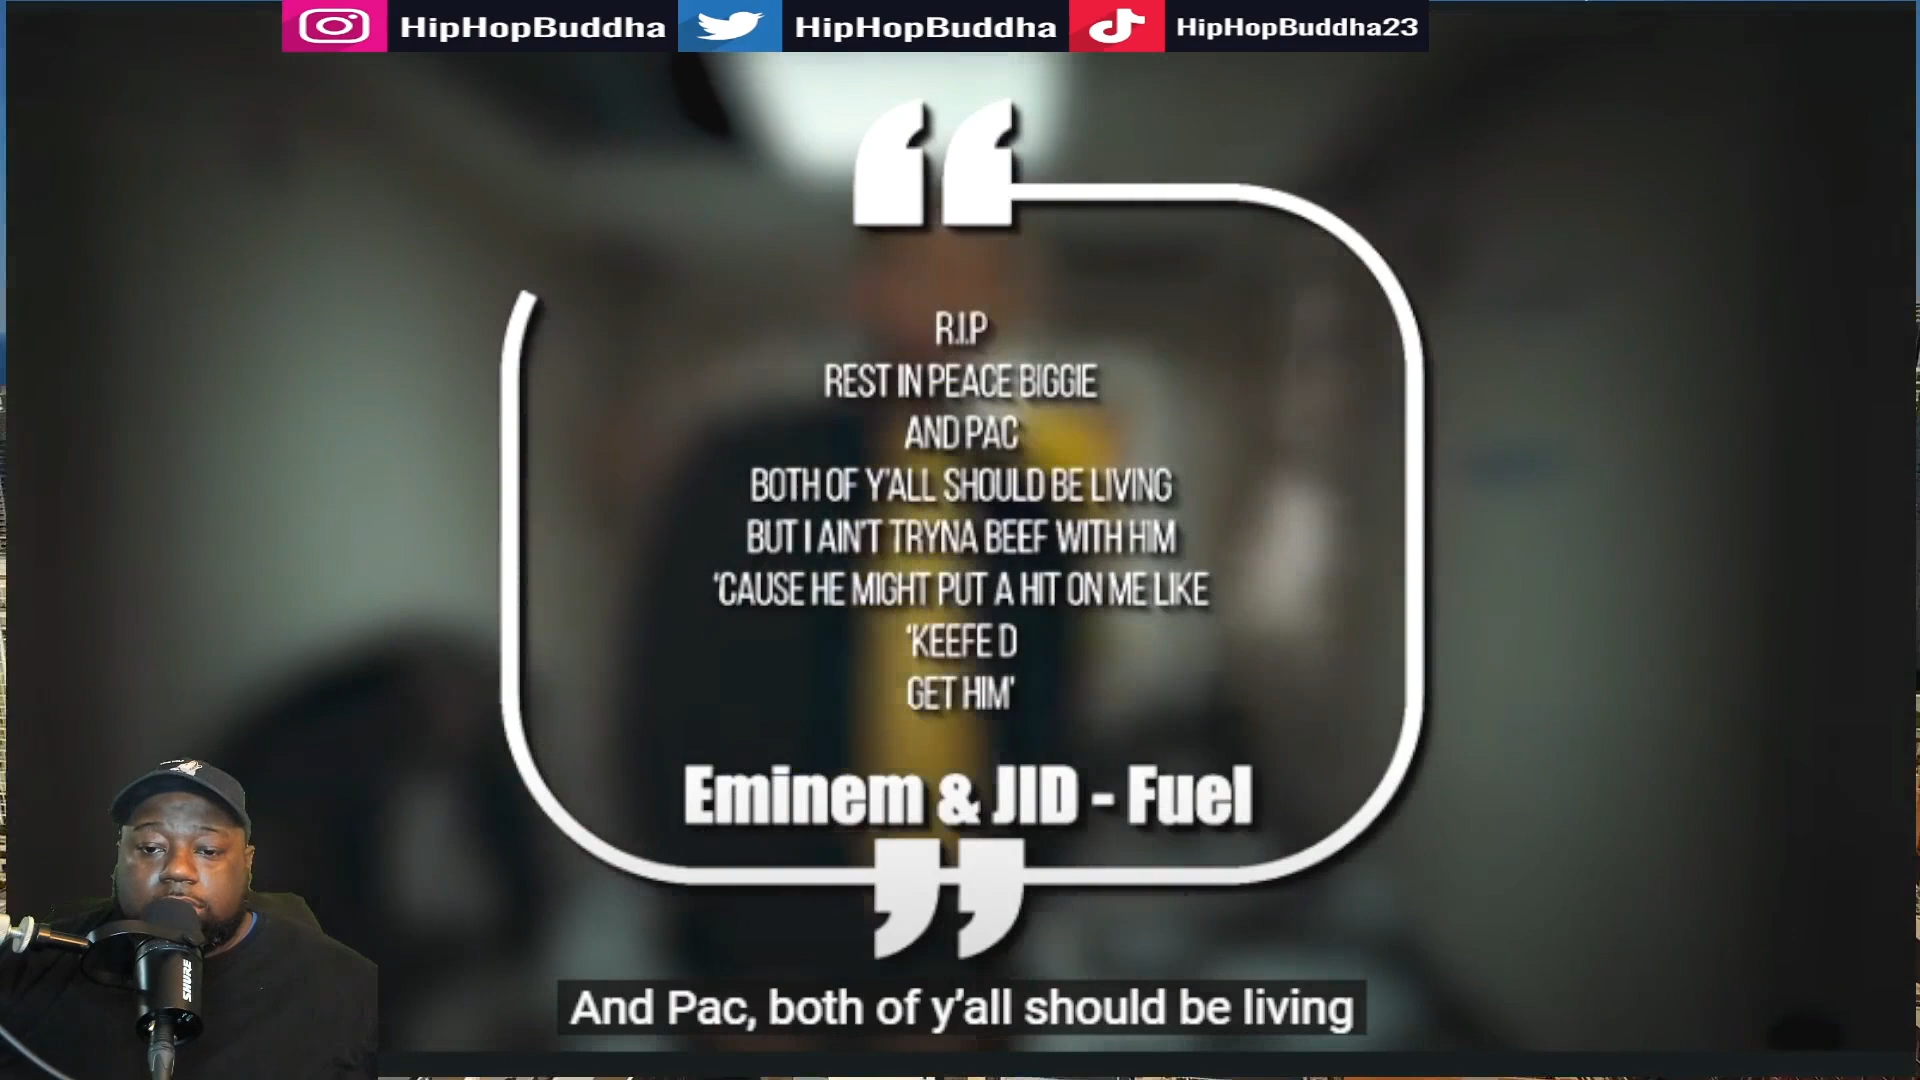 HipHopBuddha HipHopBuddha HipHopBuddha23
R.I.P
REST IN PEACE BIGGIE
AND PAC
BOTH OF Y'ALL SHOULD BE LIVING
BUT I AIN'T TRYNA BEEF WITH HIM
'CAUSE HE MIGHT PUT A HIT ON ME LIKE
'KEEFE D
GET HIM'
Eminem & JID - Fuel
And Pac, both of y'all should be living
SHURE